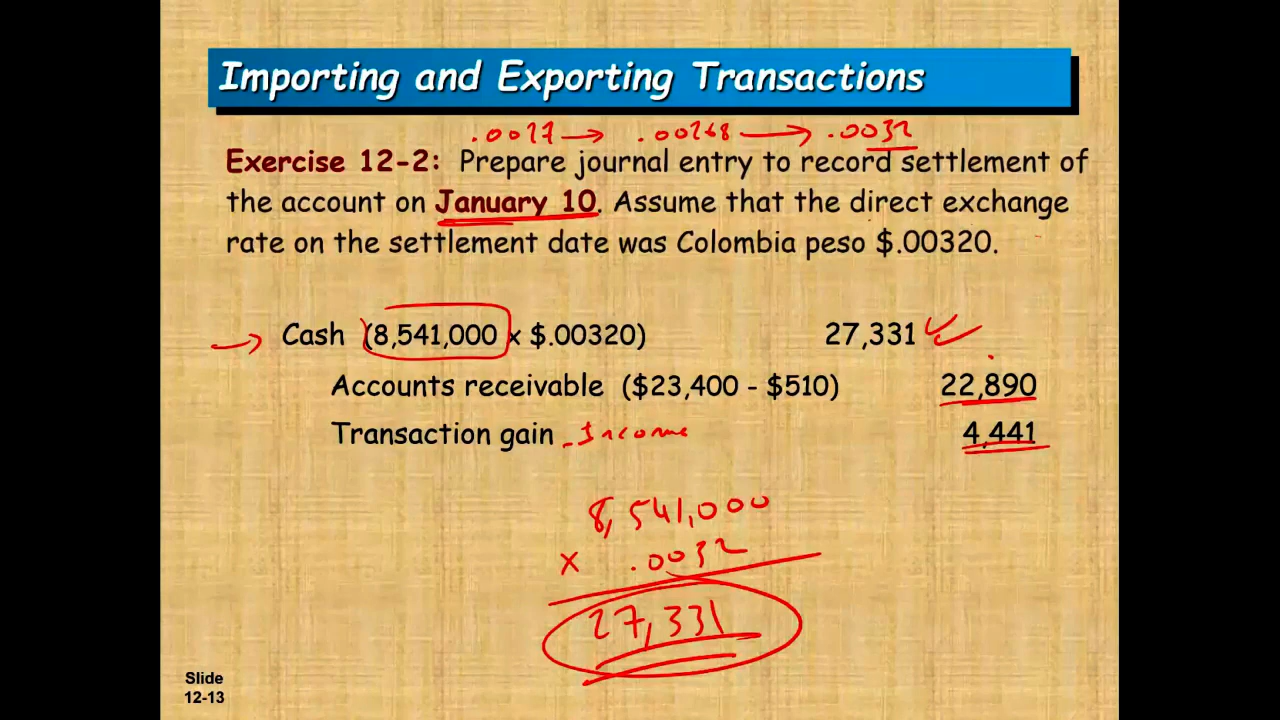 Importing and Exporting Transactions
.0027 → .00268 → .0032
Exercise 12-2: Prepare journal entry to record settlement of
the account on January 10. Assume that the direct exchange
rate on the settlement date was Colombia peso $.00320.
→ Cash (8,541,000 x $.00320) 27,331
Accounts receivable ($23,400 - $510) 22,890
Transaction gain - Income 4,441
8,541,000
x .0032
27,331
Slide
12-13